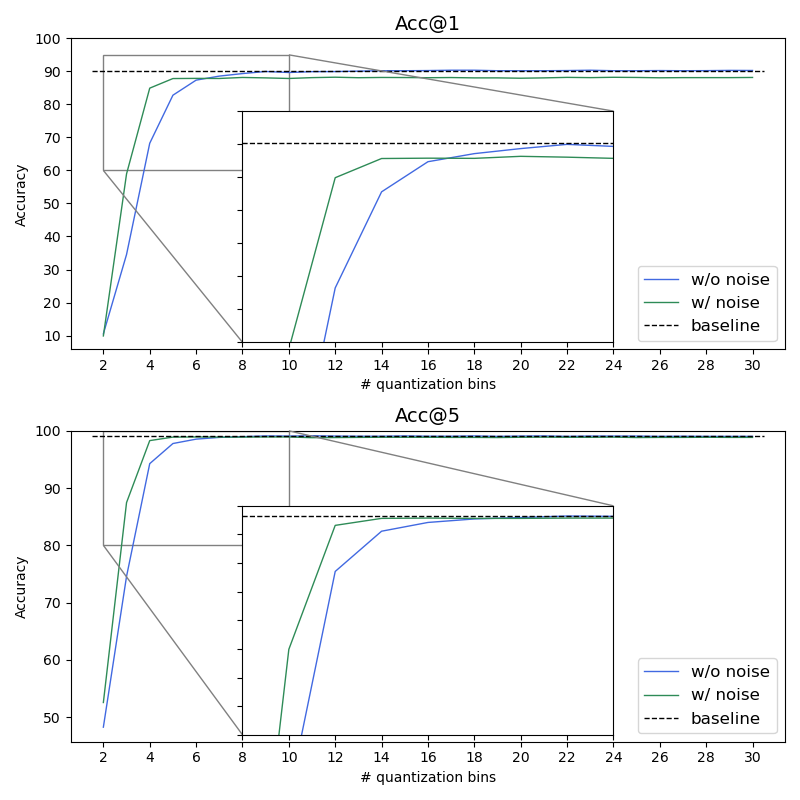 Acc@1
100
90
80
70
60
50
40
30
20
10
Accuracy
w/o noise
w/ noise
baseline
2 4 6 8 10 12 14 16 18 20 22 24 26 28 30
# quantization bins
Acc@5
100
90
80
70
60
50
Accuracy
w/o noise
w/ noise
baseline
2 4 6 8 10 12 14 16 18 20 22 24 26 28 30
# quantization bins